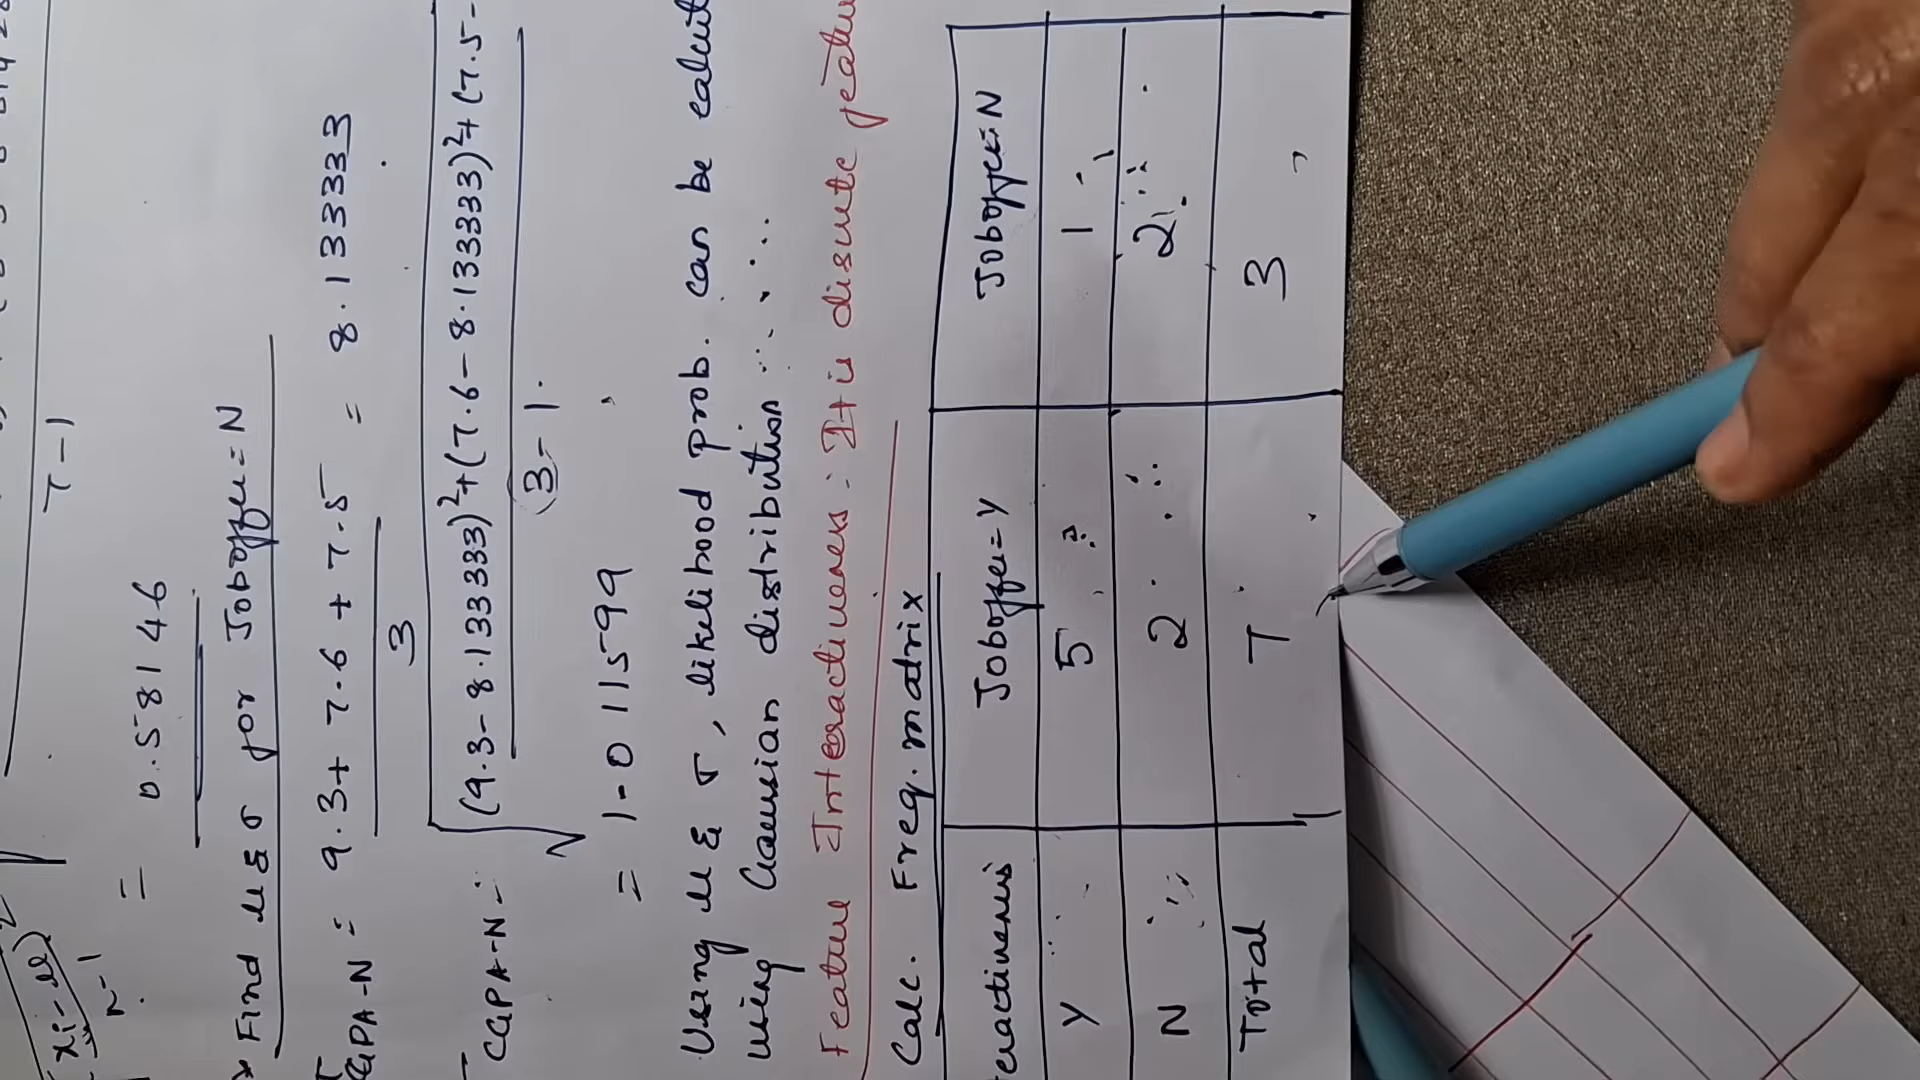 7-1
n-1
= 0.58146
* Find μ & σ for Joboffer=N
CGPA-N = 9.3+7.6+7.5 = 8.133333
3
CGPA-N = √(9.3-8.133333)²+(7.6-8.133333)²+(7.5-
(3-1
= 1.011599
Using μ & σ, likelihood prob. can be
using Gaussian distribution
Feature Interactiveness: It is discrete
Calc. Freq. matrix
Joboffer=Y Joboffer=N
Y 5 1
N 2 2
Total 7 3